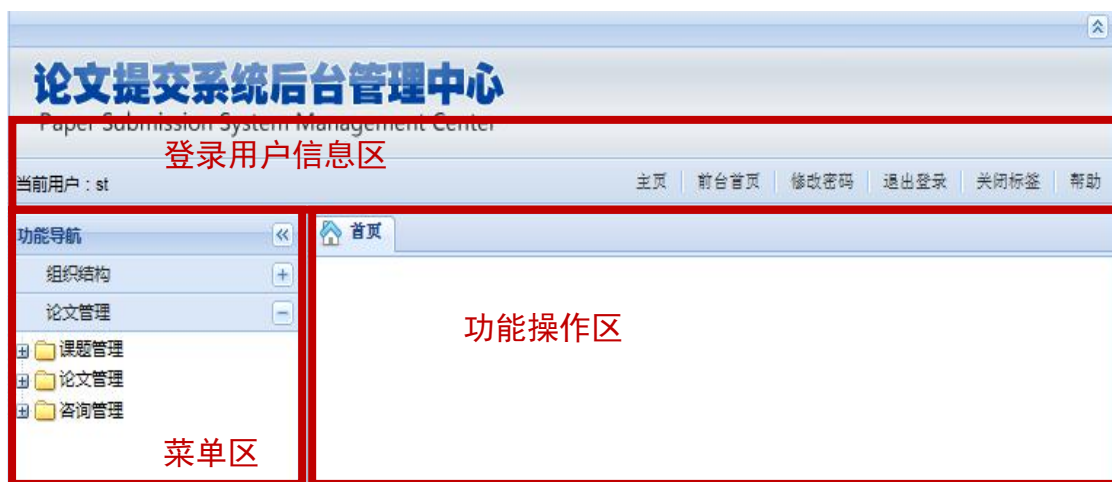 论文提交系统后台管理中心
Paper Submission System Management Center
登录用户信息区
当前用户：st
主页 前台首页 修改密码 退出登录 关闭标签 帮助
功能导航
首页
组织结构
论文管理
功能操作区
课题管理
论文管理
咨询管理
菜单区